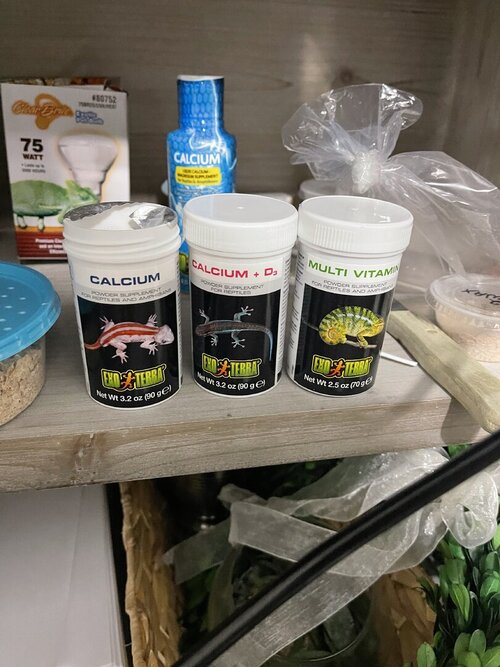 #80752
75
WATT
CALCIUM
CALCIUM
POWDER SUPPLEMENT
FOR REPTILES AND AMPHIBIANS
EXO TERRA
Net Wt 3.2 oz (90 g e)
CALCIUM + D3
POWDER SUPPLEMENT
FOR REPTILES
EXO TERRA
Net Wt 3.2 oz (90 g e)
MULTI VITAMIN
POWDER SUPPLEMENT
FOR REPTILES AND AMPHIBIANS
EXO TERRA
Net Wt 2.5 oz (70 g e)